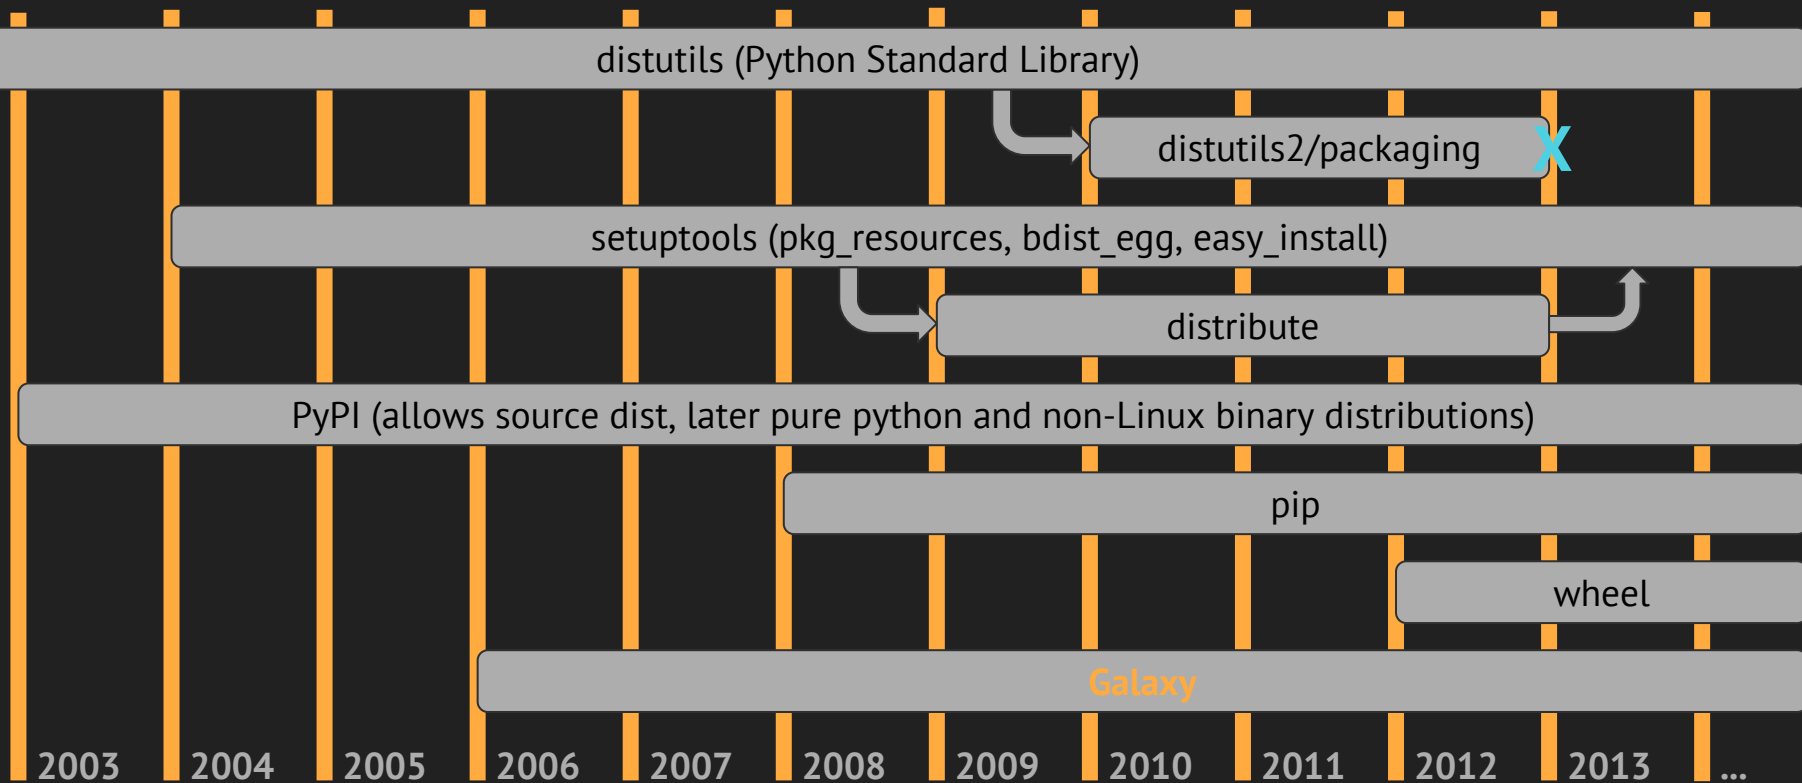 distutils (Python Standard Library)
distutils2/packaging X
setuptools (pkg_resources, bdist_egg, easy_install)
distribute
PyPI (allows source dist, later pure python and non-Linux binary distributions)
pip
wheel
Galaxy
2003 2004 2005 2006 2007 2008 2009 2010 2011 2012 2013 ...